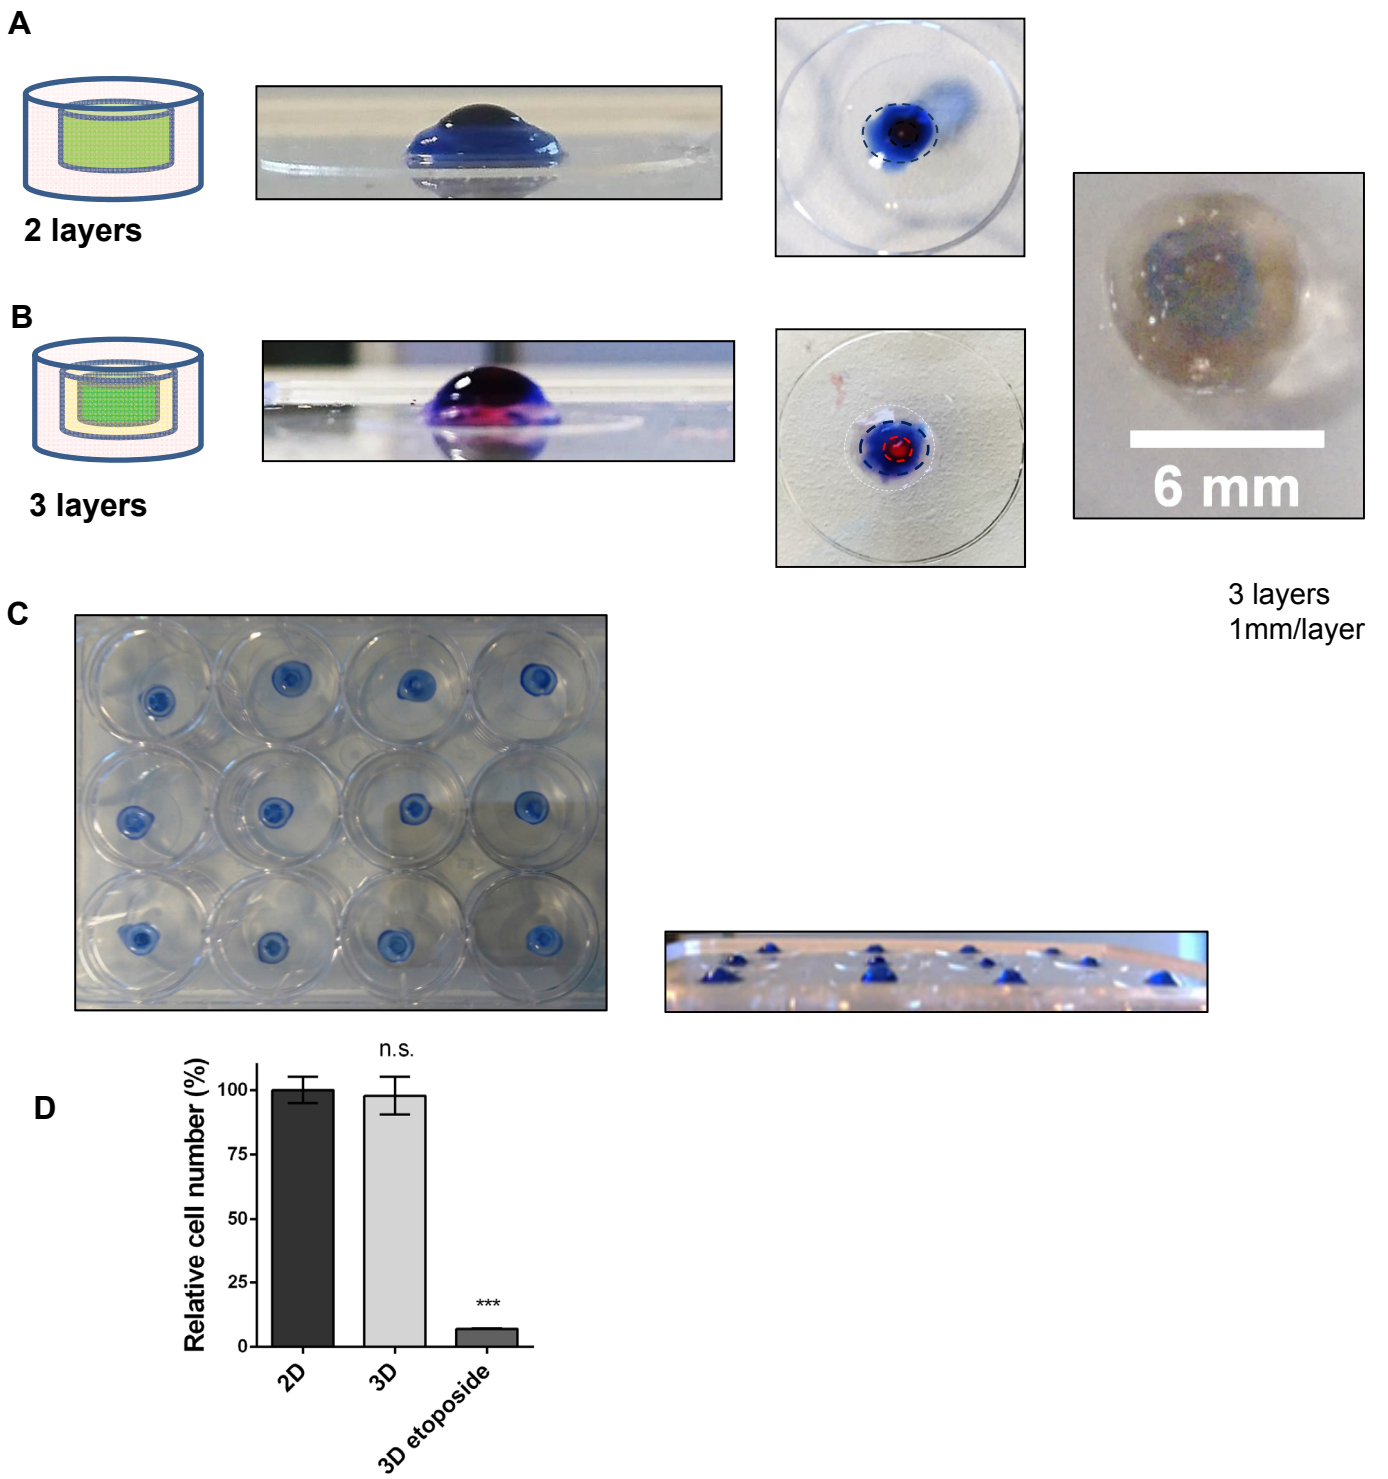 A
2 layers
B
3 layers
6 mm
3 layers
1mm/layer
C
D
Relative cell number (%)
n.s.
100
75
50
25
0
***
2D
3D
3D etoposide